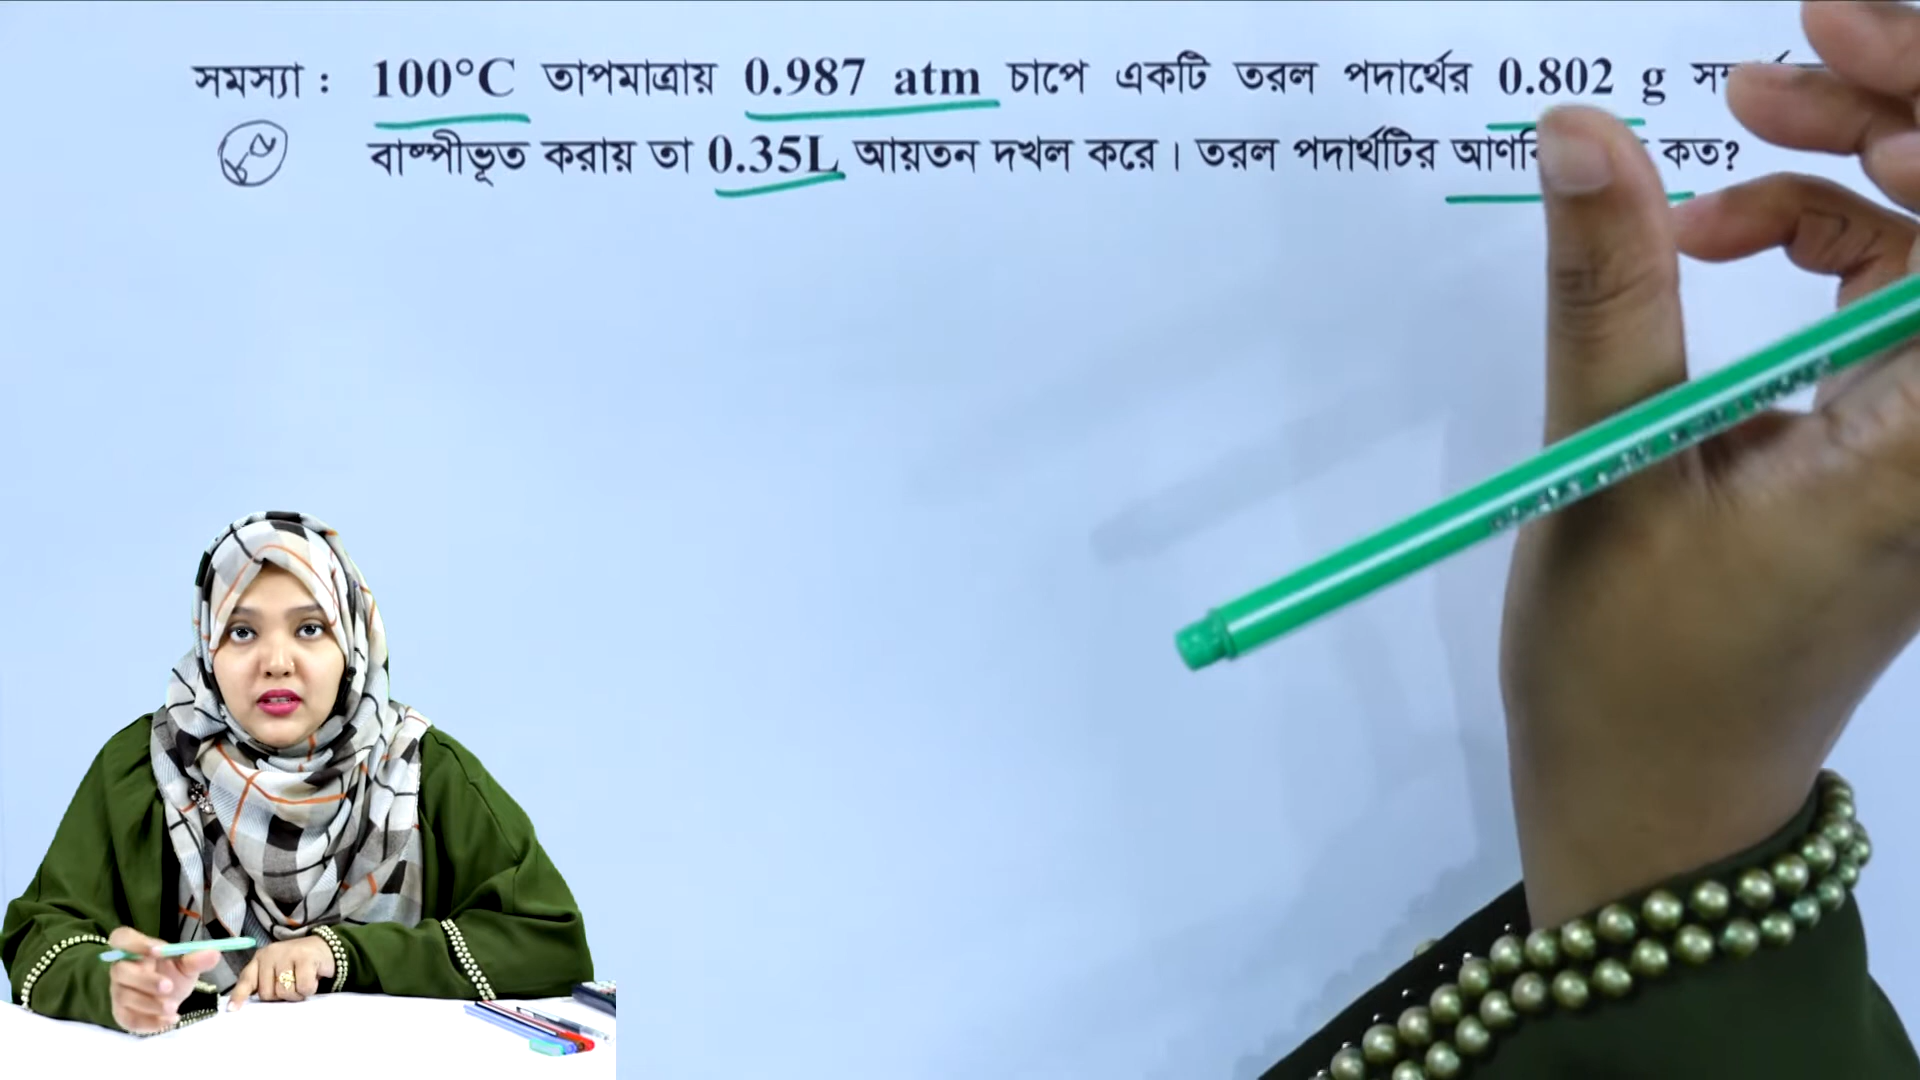 সমস্যা : 100°C তাপমাত্রায় 0.987 atm চাপে একটি তরল পদার্থের 0.802 g
বাষ্পীভূত করায় তা 0.35L আয়তন দখল করে। তরল পদার্থটির কত?